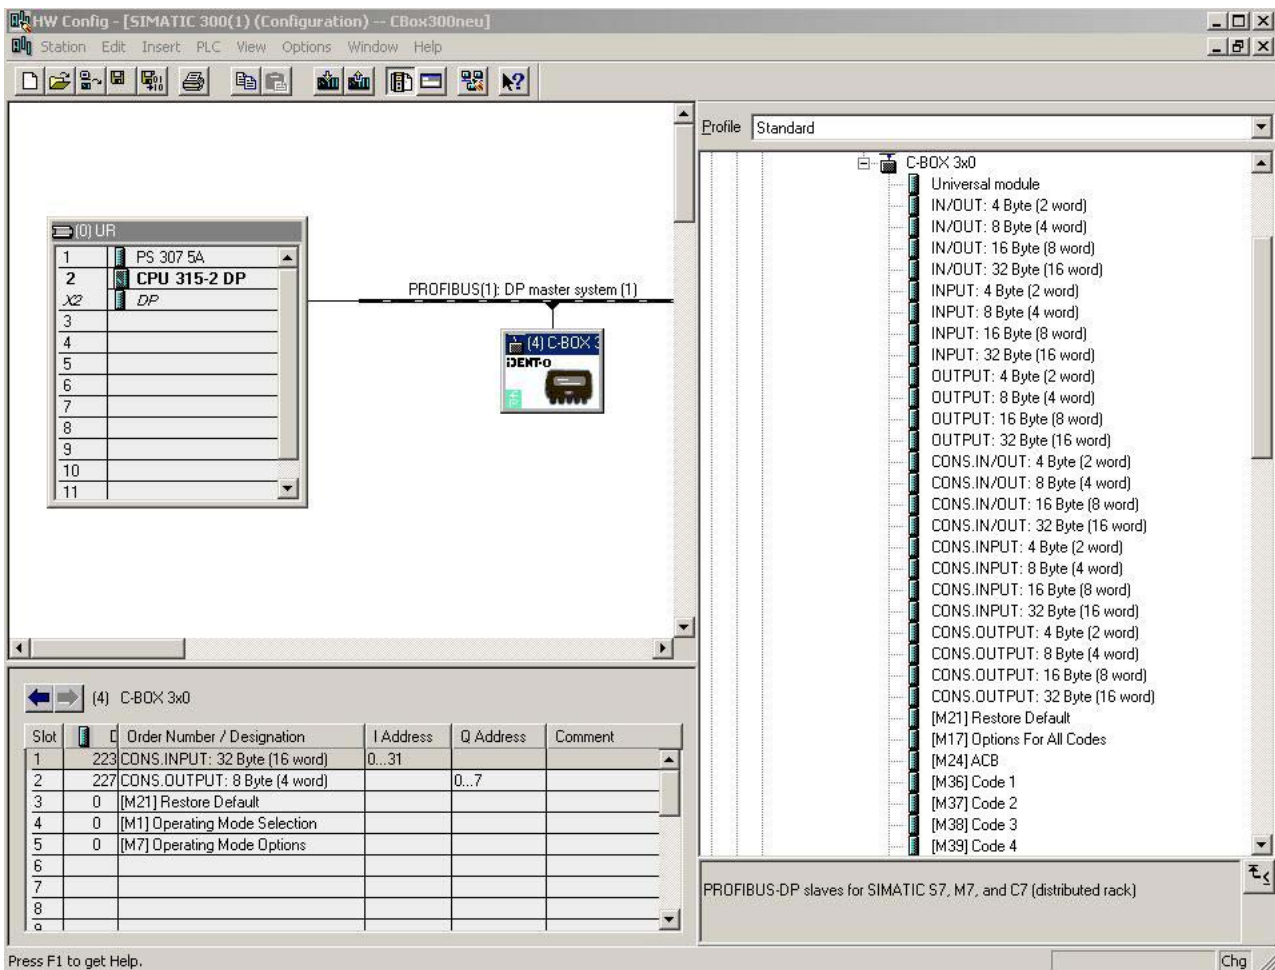 HW Config - [SIMATIC 300(1) (Configuration) -- CBox300neu]
Station Edit Insert PLC View Options Window Help
Profile Standard
(0) UR
1 PS 307 5A
2 CPU 315-2 DP
X2 DP
3
4
5
6
7
8
9
10
11
PROFIBUS(1): DP master system (1)
(4) C-BOX 3
IDENT-O
C-BOX 3x0
Universal module
IN/OUT: 4 Byte (2 word)
IN/OUT: 8 Byte (4 word)
IN/OUT: 16 Byte (8 word)
IN/OUT: 32 Byte (16 word)
INPUT: 4 Byte (2 word)
INPUT: 8 Byte (4 word)
INPUT: 16 Byte (8 word)
INPUT: 32 Byte (16 word)
OUTPUT: 4 Byte (2 word)
OUTPUT: 8 Byte (4 word)
OUTPUT: 16 Byte (8 word)
OUTPUT: 32 Byte (16 word)
CONS.IN/OUT: 4 Byte (2 word)
CONS.IN/OUT: 8 Byte (4 word)
CONS.IN/OUT: 16 Byte (8 word)
CONS.IN/OUT: 32 Byte (16 word)
CONS.INPUT: 4 Byte (2 word)
CONS.INPUT: 8 Byte (4 word)
CONS.INPUT: 16 Byte (8 word)
CONS.INPUT: 32 Byte (16 word)
CONS.OUTPUT: 4 Byte (2 word)
CONS.OUTPUT: 8 Byte (4 word)
CONS.OUTPUT: 16 Byte (8 word)
CONS.OUTPUT: 32 Byte (16 word)
[M21] Restore Default
[M17] Options For All Codes
[M24] ACB
[M36] Code 1
[M37] Code 2
[M38] Code 3
[M39] Code 4
(4) C-BOX 3x0
Slot D Order Number / Designation I Address Q Address Comment
1 223 CONS.INPUT: 32 Byte (16 word) 0...31
2 227 CONS.OUTPUT: 8 Byte (4 word) 0...7
3 0 [M21] Restore Default
4 0 [M1] Operating Mode Selection
5 0 [M7] Operating Mode Options
6
7
8
9
PROFIBUS-DP slaves for SIMATIC S7, M7, and C7 (distributed rack)
Press F1 to get Help.
Chg